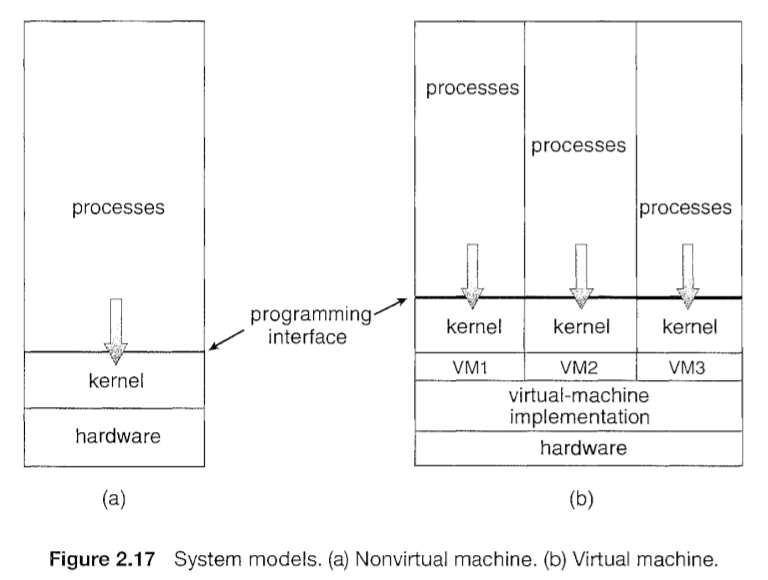 processes
kernel
hardware
(a)
programming
interface
processes
processes
processes
kernel kernel kernel
VM1 VM2 VM3
virtual-machine
implementation
hardware
(b)
Figure 2.17 System models. (a) Nonvirtual machine. (b) Virtual machine.